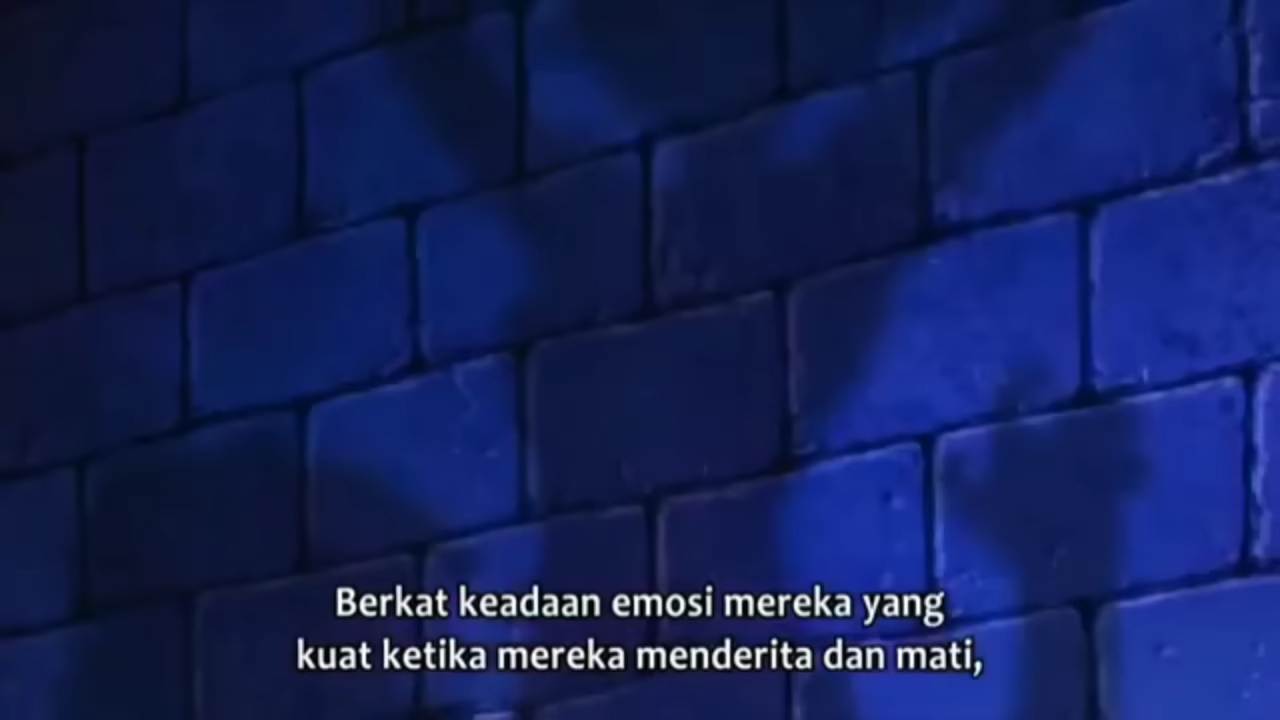 Berkat keadaan emosi mereka yang
kuat ketika mereka menderita dan mati,